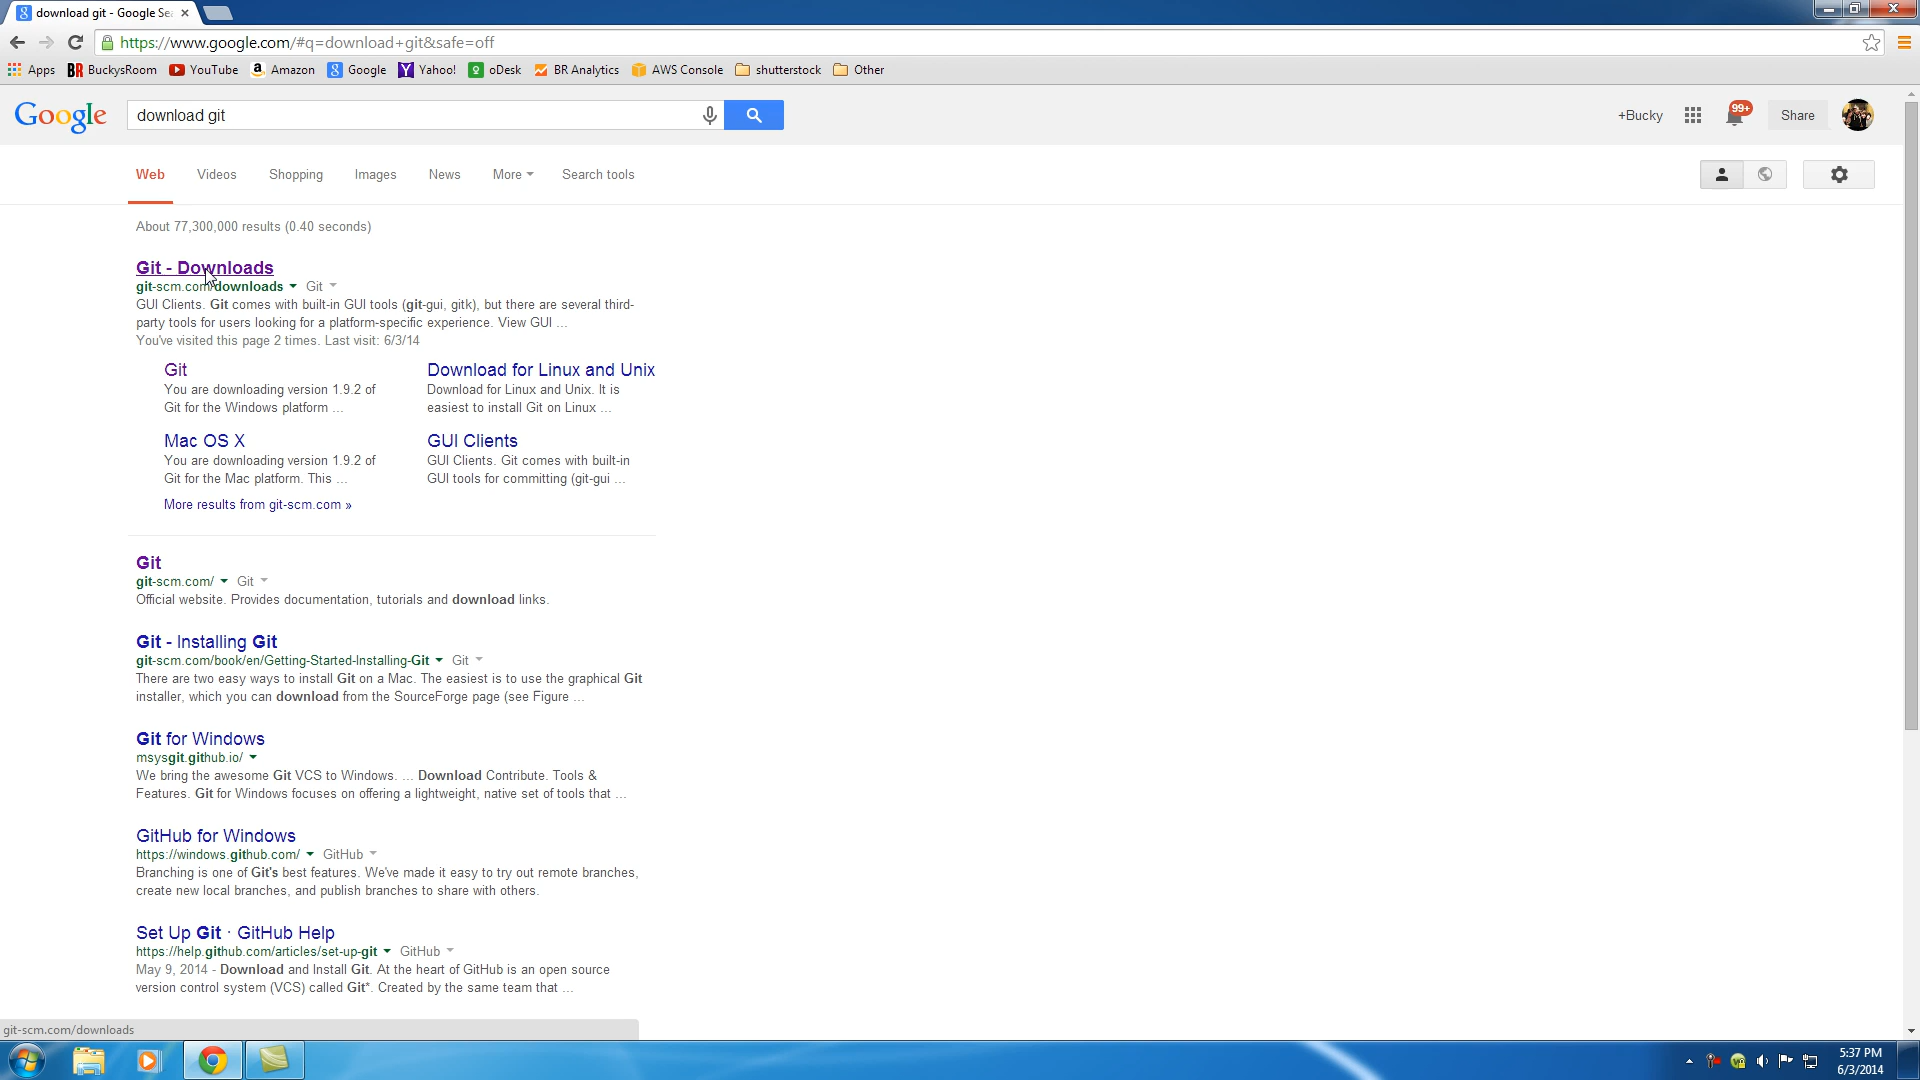 download git - Google Sea
https://www.google.com/#q=download+git&safe=off
Apps BuckysRoom YouTube Amazon Google Yahoo! oDesk BR Analytics AWS Console shutterstock Other
Google download git +Bucky 99+ Share
Web Videos Shopping Images News More Search tools
About 77,300,000 results (0.40 seconds)
Git - Downloads
git-scm.com/downloads Git
GUI Clients. Git comes with built-in GUI tools (git-gui, gitk), but there are several third-
party tools for users looking for a platform-specific experience. View GUI ...
You've visited this page 2 times. Last visit: 6/3/14
Git
You are downloading version 1.9.2 of
Git for the Windows platform ...
Download for Linux and Unix
Download for Linux and Unix. It is
easiest to install Git on Linux ...
Mac OS X
You are downloading version 1.9.2 of
Git for the Mac platform. This ...
GUI Clients
GUI Clients. Git comes with built-in
GUI tools for committing (git-gui ...
More results from git-scm.com »
Git
git-scm.com/ Git
Official website. Provides documentation, tutorials and download links.
Git - Installing Git
git-scm.com/book/en/Getting-Started-Installing-Git Git
There are two easy ways to install Git on a Mac. The easiest is to use the graphical Git
installer, which you can download from the SourceForge page (see Figure ...
Git for Windows
msysgit.github.io/
We bring the awesome Git VCS to Windows. ... Download Contribute. Tools &
Features. Git for Windows focuses on offering a lightweight, native set of tools that ...
GitHub for Windows
https://windows.github.com/ GitHub
Branching is one of Git's best features. We've made it easy to try out remote branches,
create new local branches, and publish branches to share with others.
Set Up Git · GitHub Help
https://help.github.com/articles/set-up-git GitHub
May 9, 2014 - Download and Install Git. At the heart of GitHub is an open source
version control system (VCS) called Git*. Created by the same team that ...
git-scm.com/downloads
5:37 PM
6/3/2014